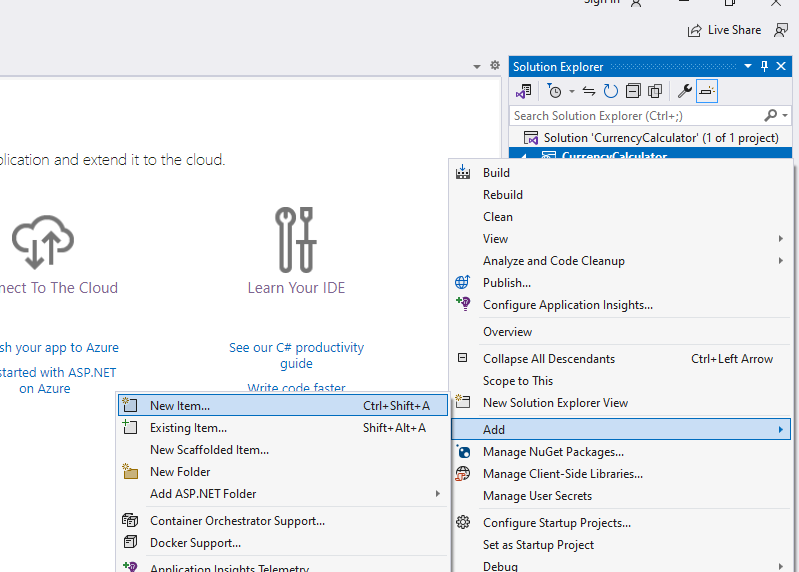 Sign in
Live Share
Solution Explorer
Search Solution Explorer (Ctrl+;)
Solution 'CurrencyCalculator' (1 of 1 project)
CurrencyCalculator
plication and extend it to the cloud.
nect To The Cloud
Learn Your IDE
sh your app to Azure
started with ASP.NET
on Azure
See our C# productivity
guide
Write code faster
Build
Rebuild
Clean
View
Analyze and Code Cleanup
Publish...
Configure Application Insights...
Overview
Collapse All Descendants Ctrl+Left Arrow
Scope to This
New Solution Explorer View
Add
Manage NuGet Packages...
Manage Client-Side Libraries...
Manage User Secrets
Configure Startup Projects...
Set as Startup Project
Debug
New Item... Ctrl+Shift+A
Existing Item... Shift+Alt+A
New Scaffolded Item...
New Folder
Add ASP.NET Folder
Container Orchestrator Support...
Docker Support...
Application Insights Telemetry...